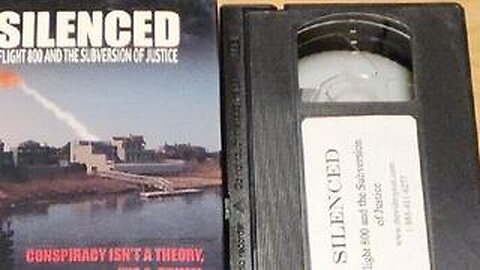 SILENCED
FLIGHT 800 AND THE SUBVERSION OF JUSTICE
CONSPIRACY ISN'T A THEORY,
SILENCED
Flight 800 and the Subversion
of Justice